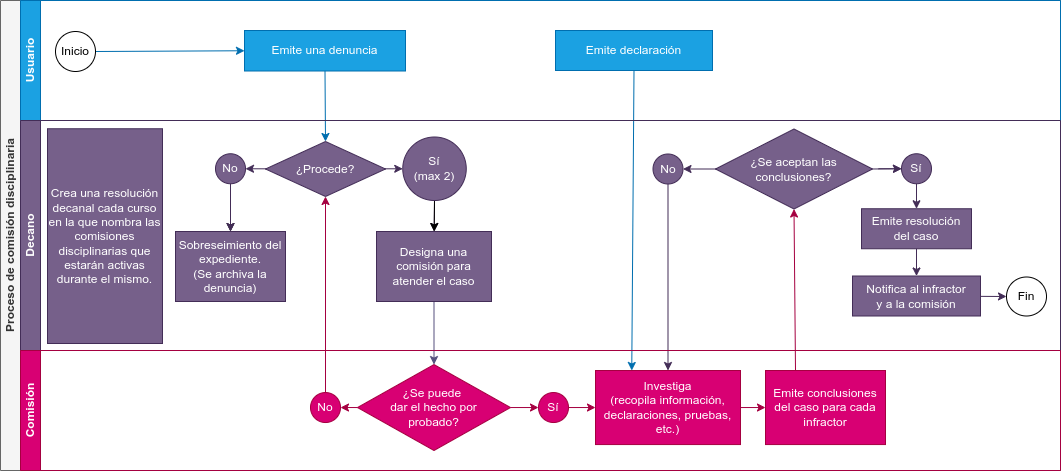 Proceso de comisión disciplinaria
Usuario
Inicio
Emite una denuncia
Emite declaración
Decano
Crea una resolución
decanal cada curso
en la que nombra las
comisiones
disciplinarias que
estarán activas
durante el mismo.
No
¿Procede?
Sí
(max 2)
Sobreseimiento del
expediente.
(Se archiva la
denuncia)
Designa una
comisión para
atender el caso
No
¿Se aceptan las
conclusiones?
Sí
Emite resolución
del caso
Notifica al infractor
y a la comisión
Fin
Comisión
No
¿Se puede
dar el hecho por
probado?
Sí
Investiga
(recopila información,
declaraciones, pruebas,
etc.)
Emite conclusiones
del caso para cada
infractor